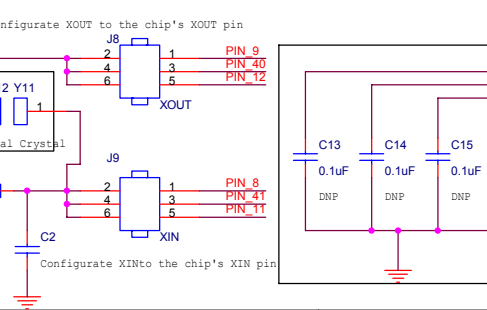 nfigurate XOUT to the chip's XOUT pin
J8
2 1 PIN_9
4 3 PIN_40
6 5 PIN_12
XOUT
2 Y11
1
al Crystal
J9
2 1 PIN_8
4 3 PIN_41
6 5 PIN_11
XIN
C2
Configurate XINto the chip's XIN pin
C13 C14 C15
0.1uF 0.1uF 0.1uF
DNP DNP DNP